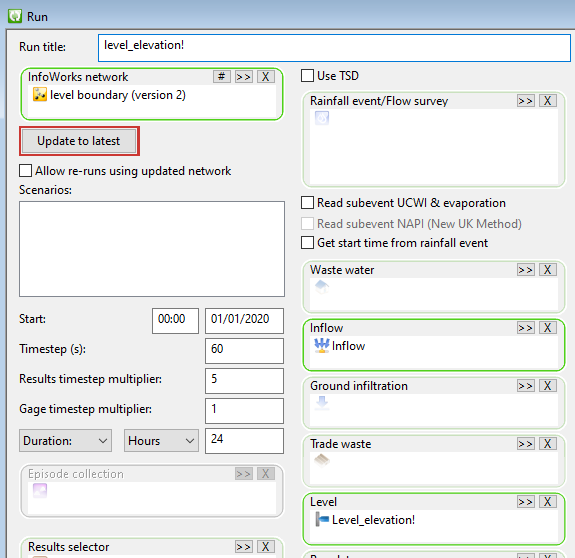 Run
Run title:
level_elevation!
InfoWorks network
# >> X
level boundary (version 2)
Update to latest
Allow re-runs using updated network
Scenarios:
Start:
00:00
01/01/2020
Timestep (s):
60
Results timestep multiplier:
5
Gage timestep multiplier:
1
Duration:
Hours
24
Episode collection
>> X
Results selector
>> X
Use TSD
Rainfall event/Flow survey
>> X
Read subevent UCWI & evaporation
Read subevent NAPI (New UK Method)
Get start time from rainfall event
Waste water
>> X
Inflow
>> X
Inflow
Ground infiltration
>> X
Trade waste
>> X
Level
>> X
Level_elevation!